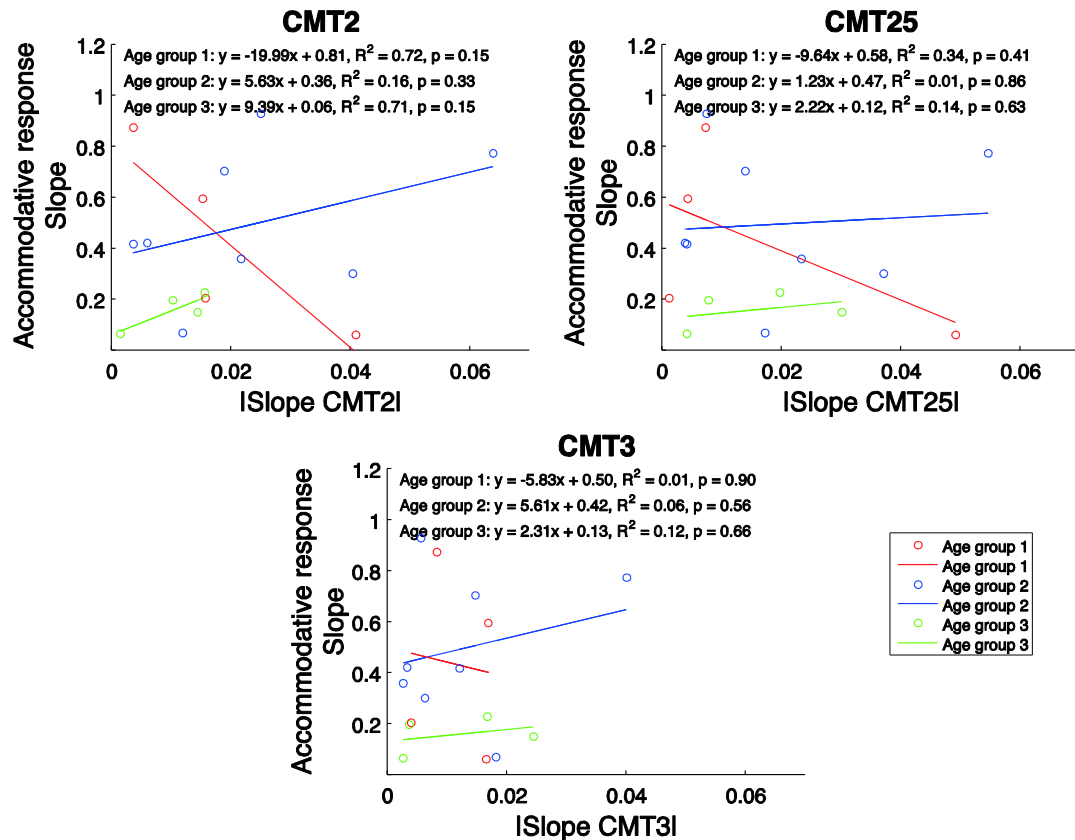 CMT2
1.2
1
0.8
0.6
0.4
0.2
Accommodative response
Slope
Age group 1: y = -19.99x + 0.81, R² = 0.72, p = 0.15
Age group 2: y = 5.63x + 0.36, R² = 0.16, p = 0.33
Age group 3: y = 9.39x + 0.06, R² = 0.71, p = 0.15
0 0.02 0.04 0.06
|Slope CMT2|
CMT25
1.2
1
0.8
0.6
0.4
0.2
Accommodative response
Slope
Age group 1: y = -9.64x + 0.58, R² = 0.34, p = 0.41
Age group 2: y = 1.23x + 0.47, R² = 0.01, p = 0.86
Age group 3: y = 2.22x + 0.12, R² = 0.14, p = 0.63
0 0.02 0.04 0.06
|Slope CMT25|
CMT3
1.2
1
0.8
0.6
0.4
0.2
Accommodative response
Slope
Age group 1: y = -5.83x + 0.50, R² = 0.01, p = 0.90
Age group 2: y = 5.61x + 0.42, R² = 0.06, p = 0.56
Age group 3: y = 2.31x + 0.13, R² = 0.12, p = 0.66
0 0.02 0.04 0.06
|Slope CMT3|
Age group 1
Age group 1
Age group 2
Age group 2
Age group 3
Age group 3